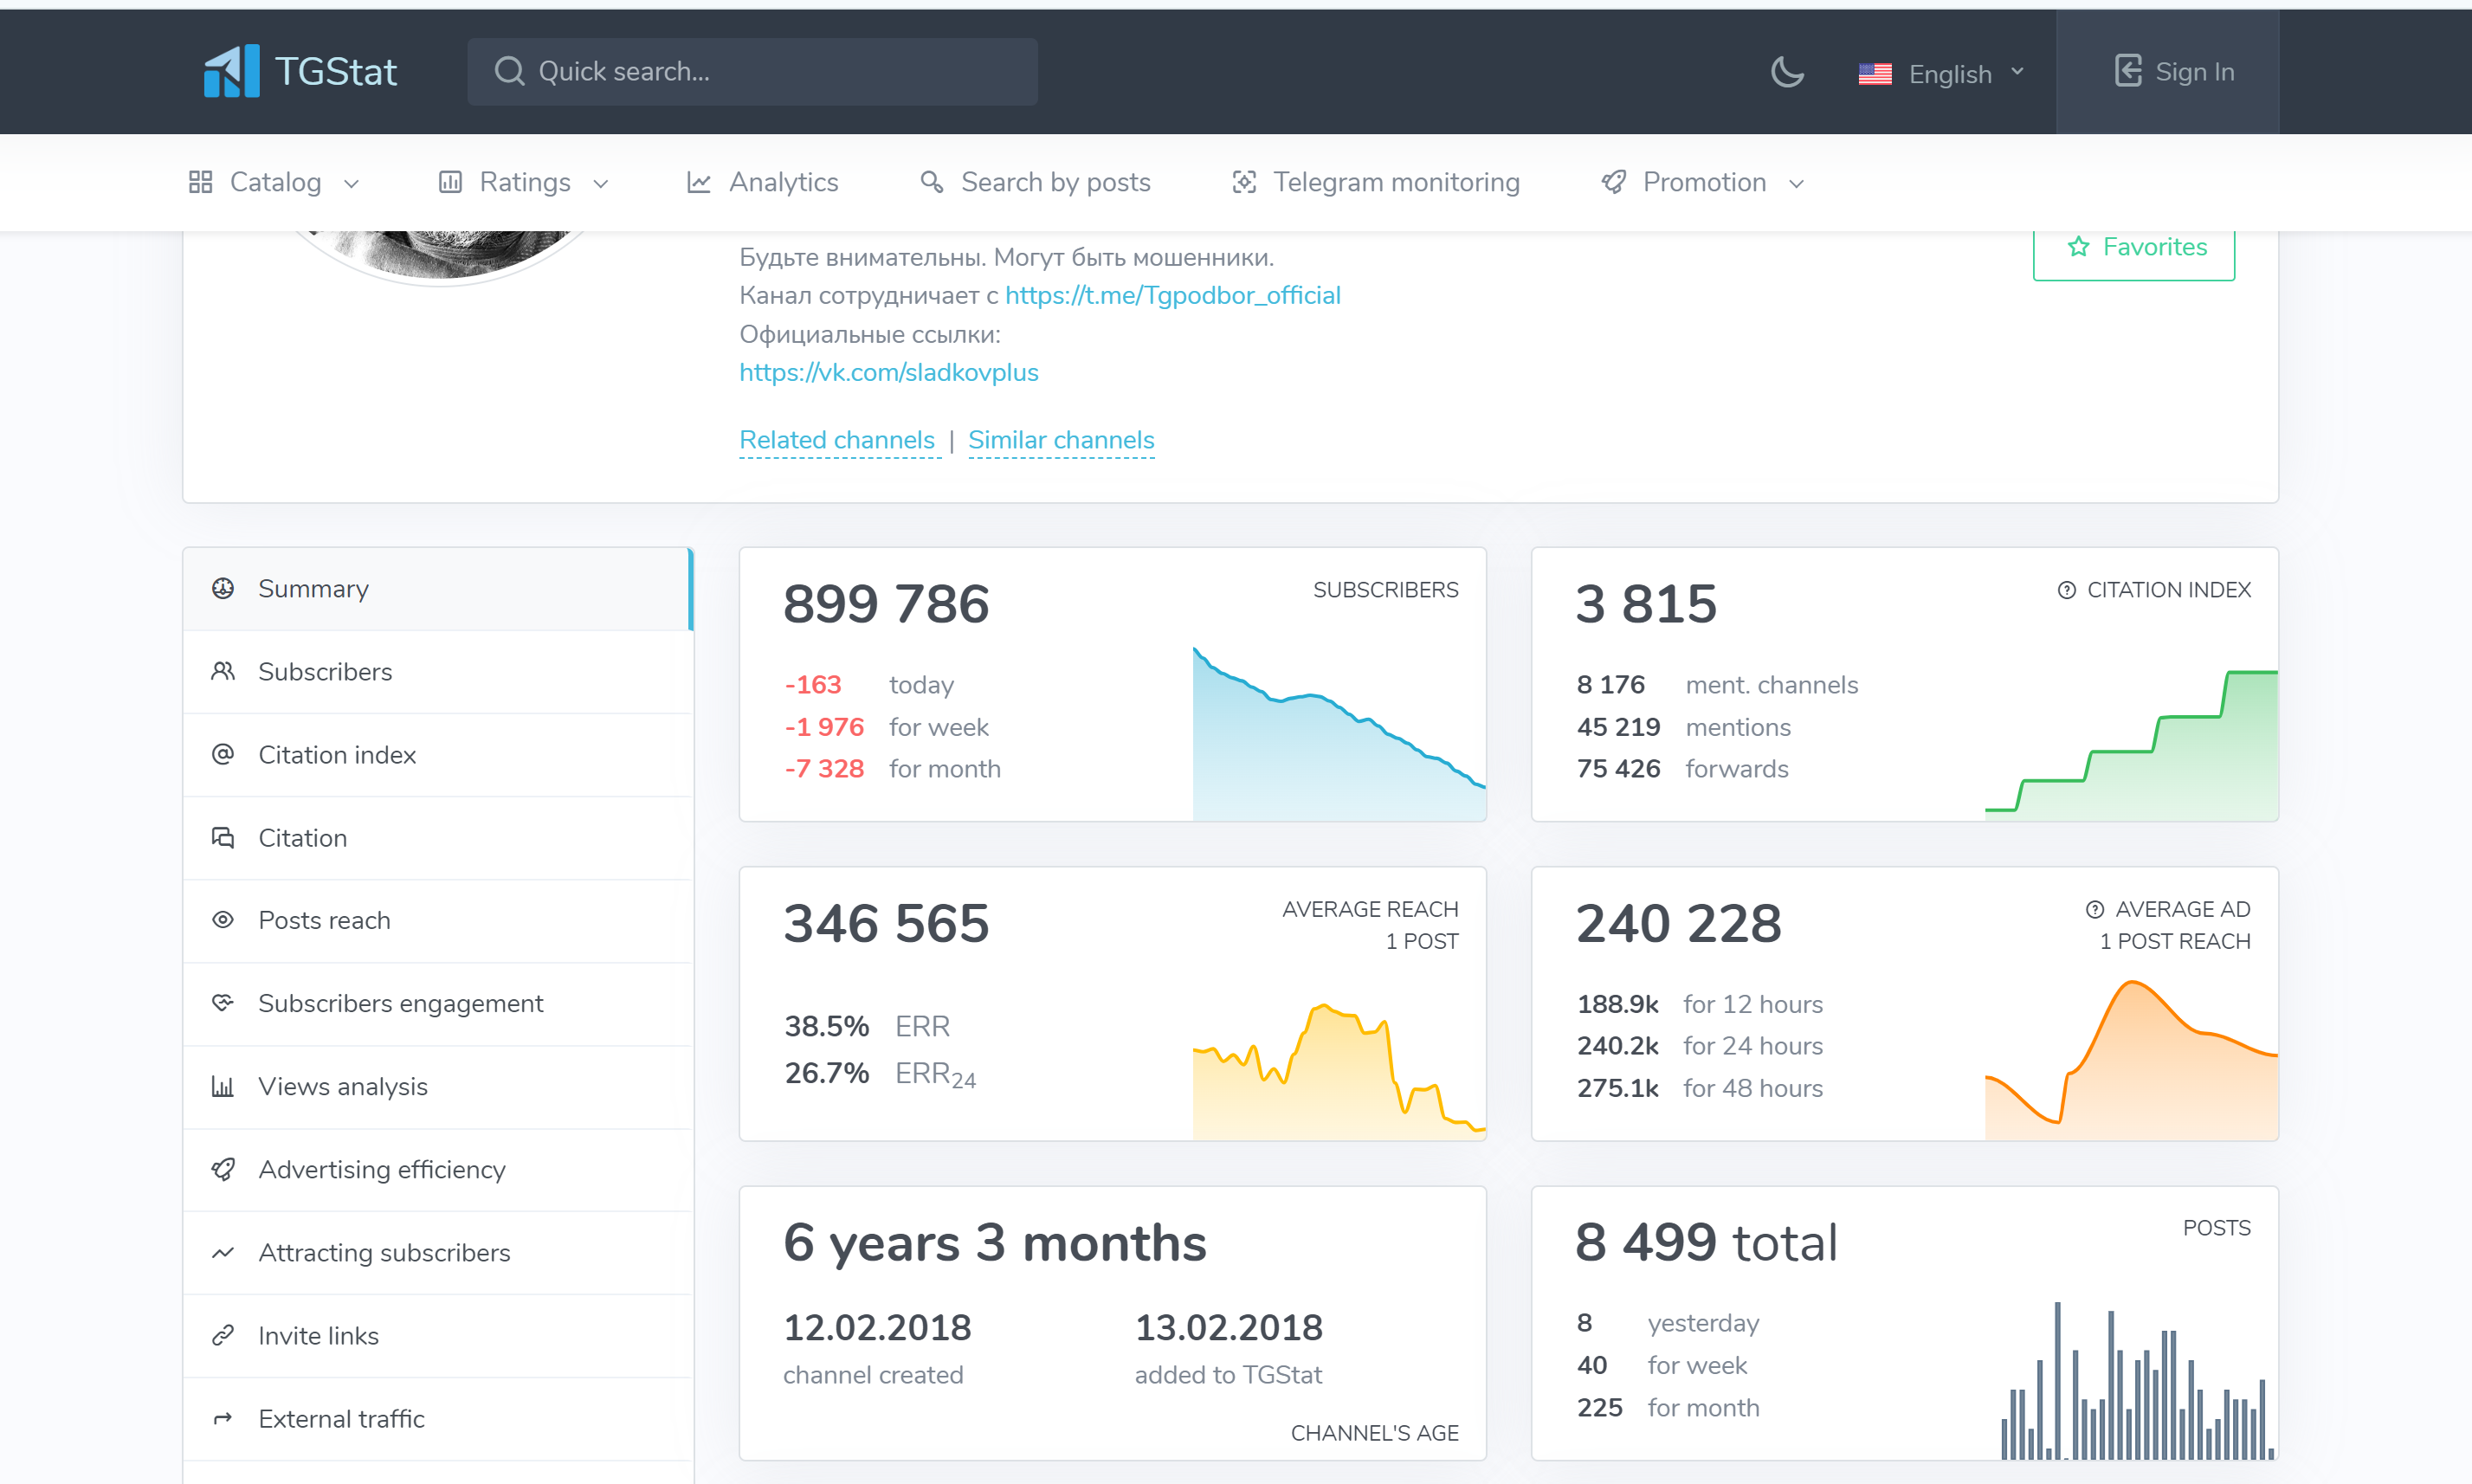 TGStat
Quick search...
English
Sign In
Catalog
Ratings
Analytics
Search by posts
Telegram monitoring
Promotion
Будьте внимательны. Могут быть мошенники.
Канал сотрудничает с https://t.me/Tgpodbor_official
Официальные ссылки:
https://vk.com/sladkovplus
Related channels | Similar channels
Favorites
Summary
Subscribers
Citation index
Citation
Posts reach
Subscribers engagement
Views analysis
Advertising efficiency
Attracting subscribers
Invite links
External traffic
899 786
SUBSCRIBERS
-163 today
-1 976 for week
-7 328 for month
3 815
CITATION INDEX
8 176 ment. channels
45 219 mentions
75 426 forwards
346 565
AVERAGE REACH
1 POST
38.5% ERR
26.7% ERR24
240 228
AVERAGE AD
1 POST REACH
188.9k for 12 hours
240.2k for 24 hours
275.1k for 48 hours
6 years 3 months
12.02.2018
channel created
13.02.2018
added to TGStat
CHANNEL'S AGE
8 499 total
POSTS
8 yesterday
40 for week
225 for month